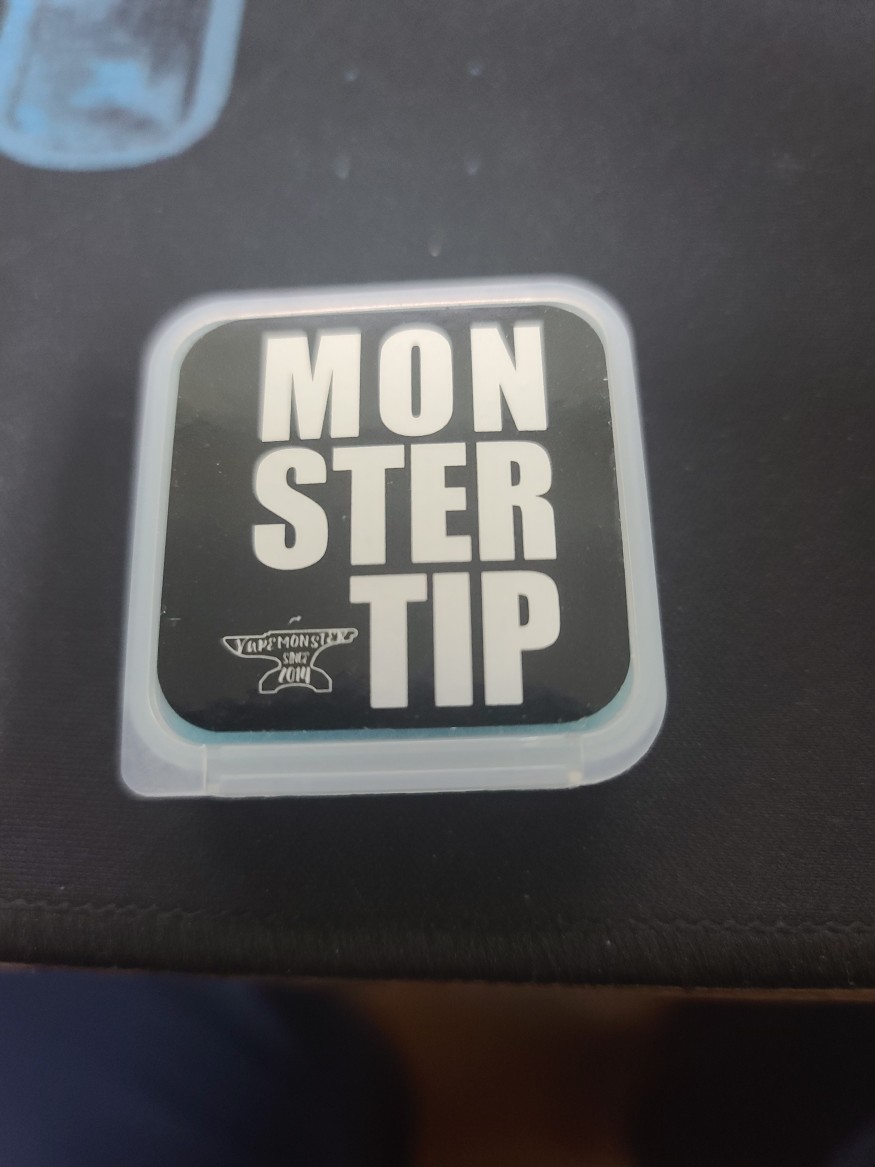 MON
STER
TIP
VAPEMONSTER
SINCE
2014